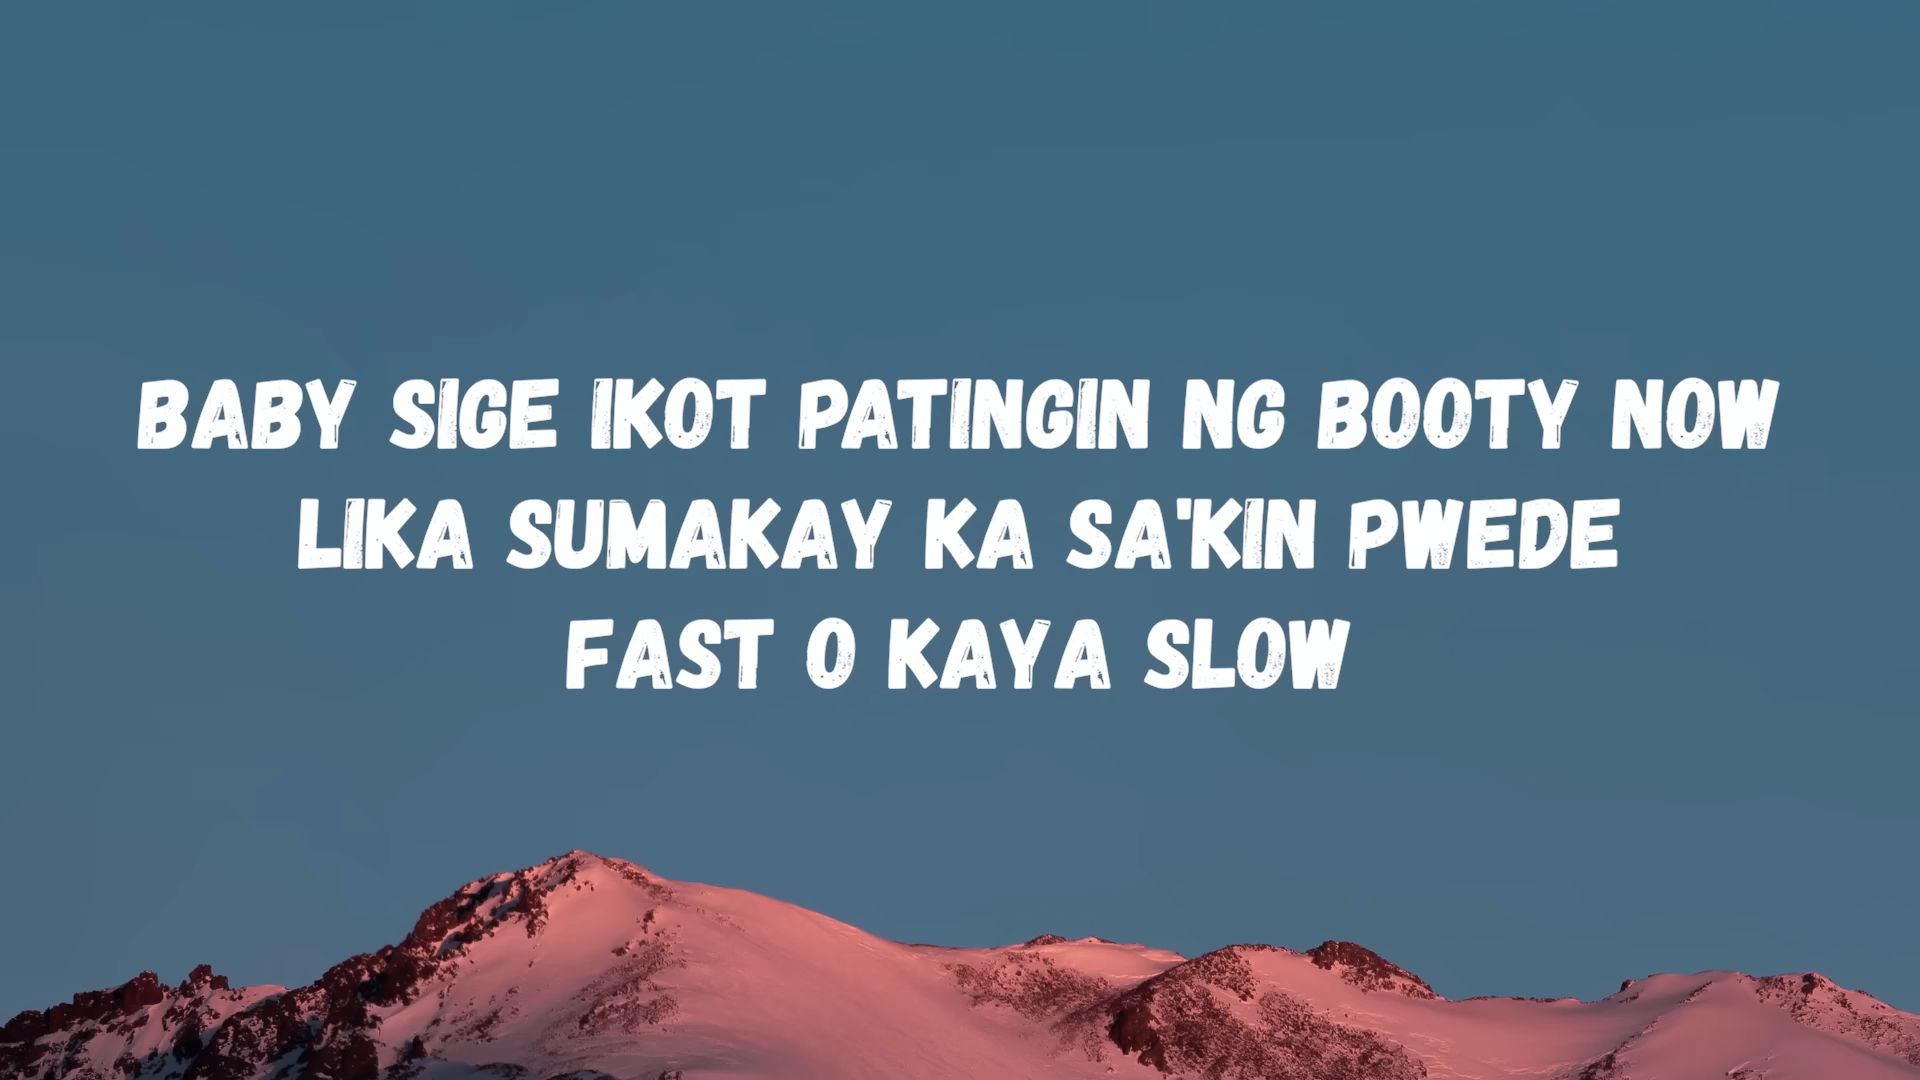 BABY SIGE IKOT PATINGIN NG BOOTY NOW
LIKA SUMAKAY KA SA'KIN PWEDE
FAST O KAYA SLOW